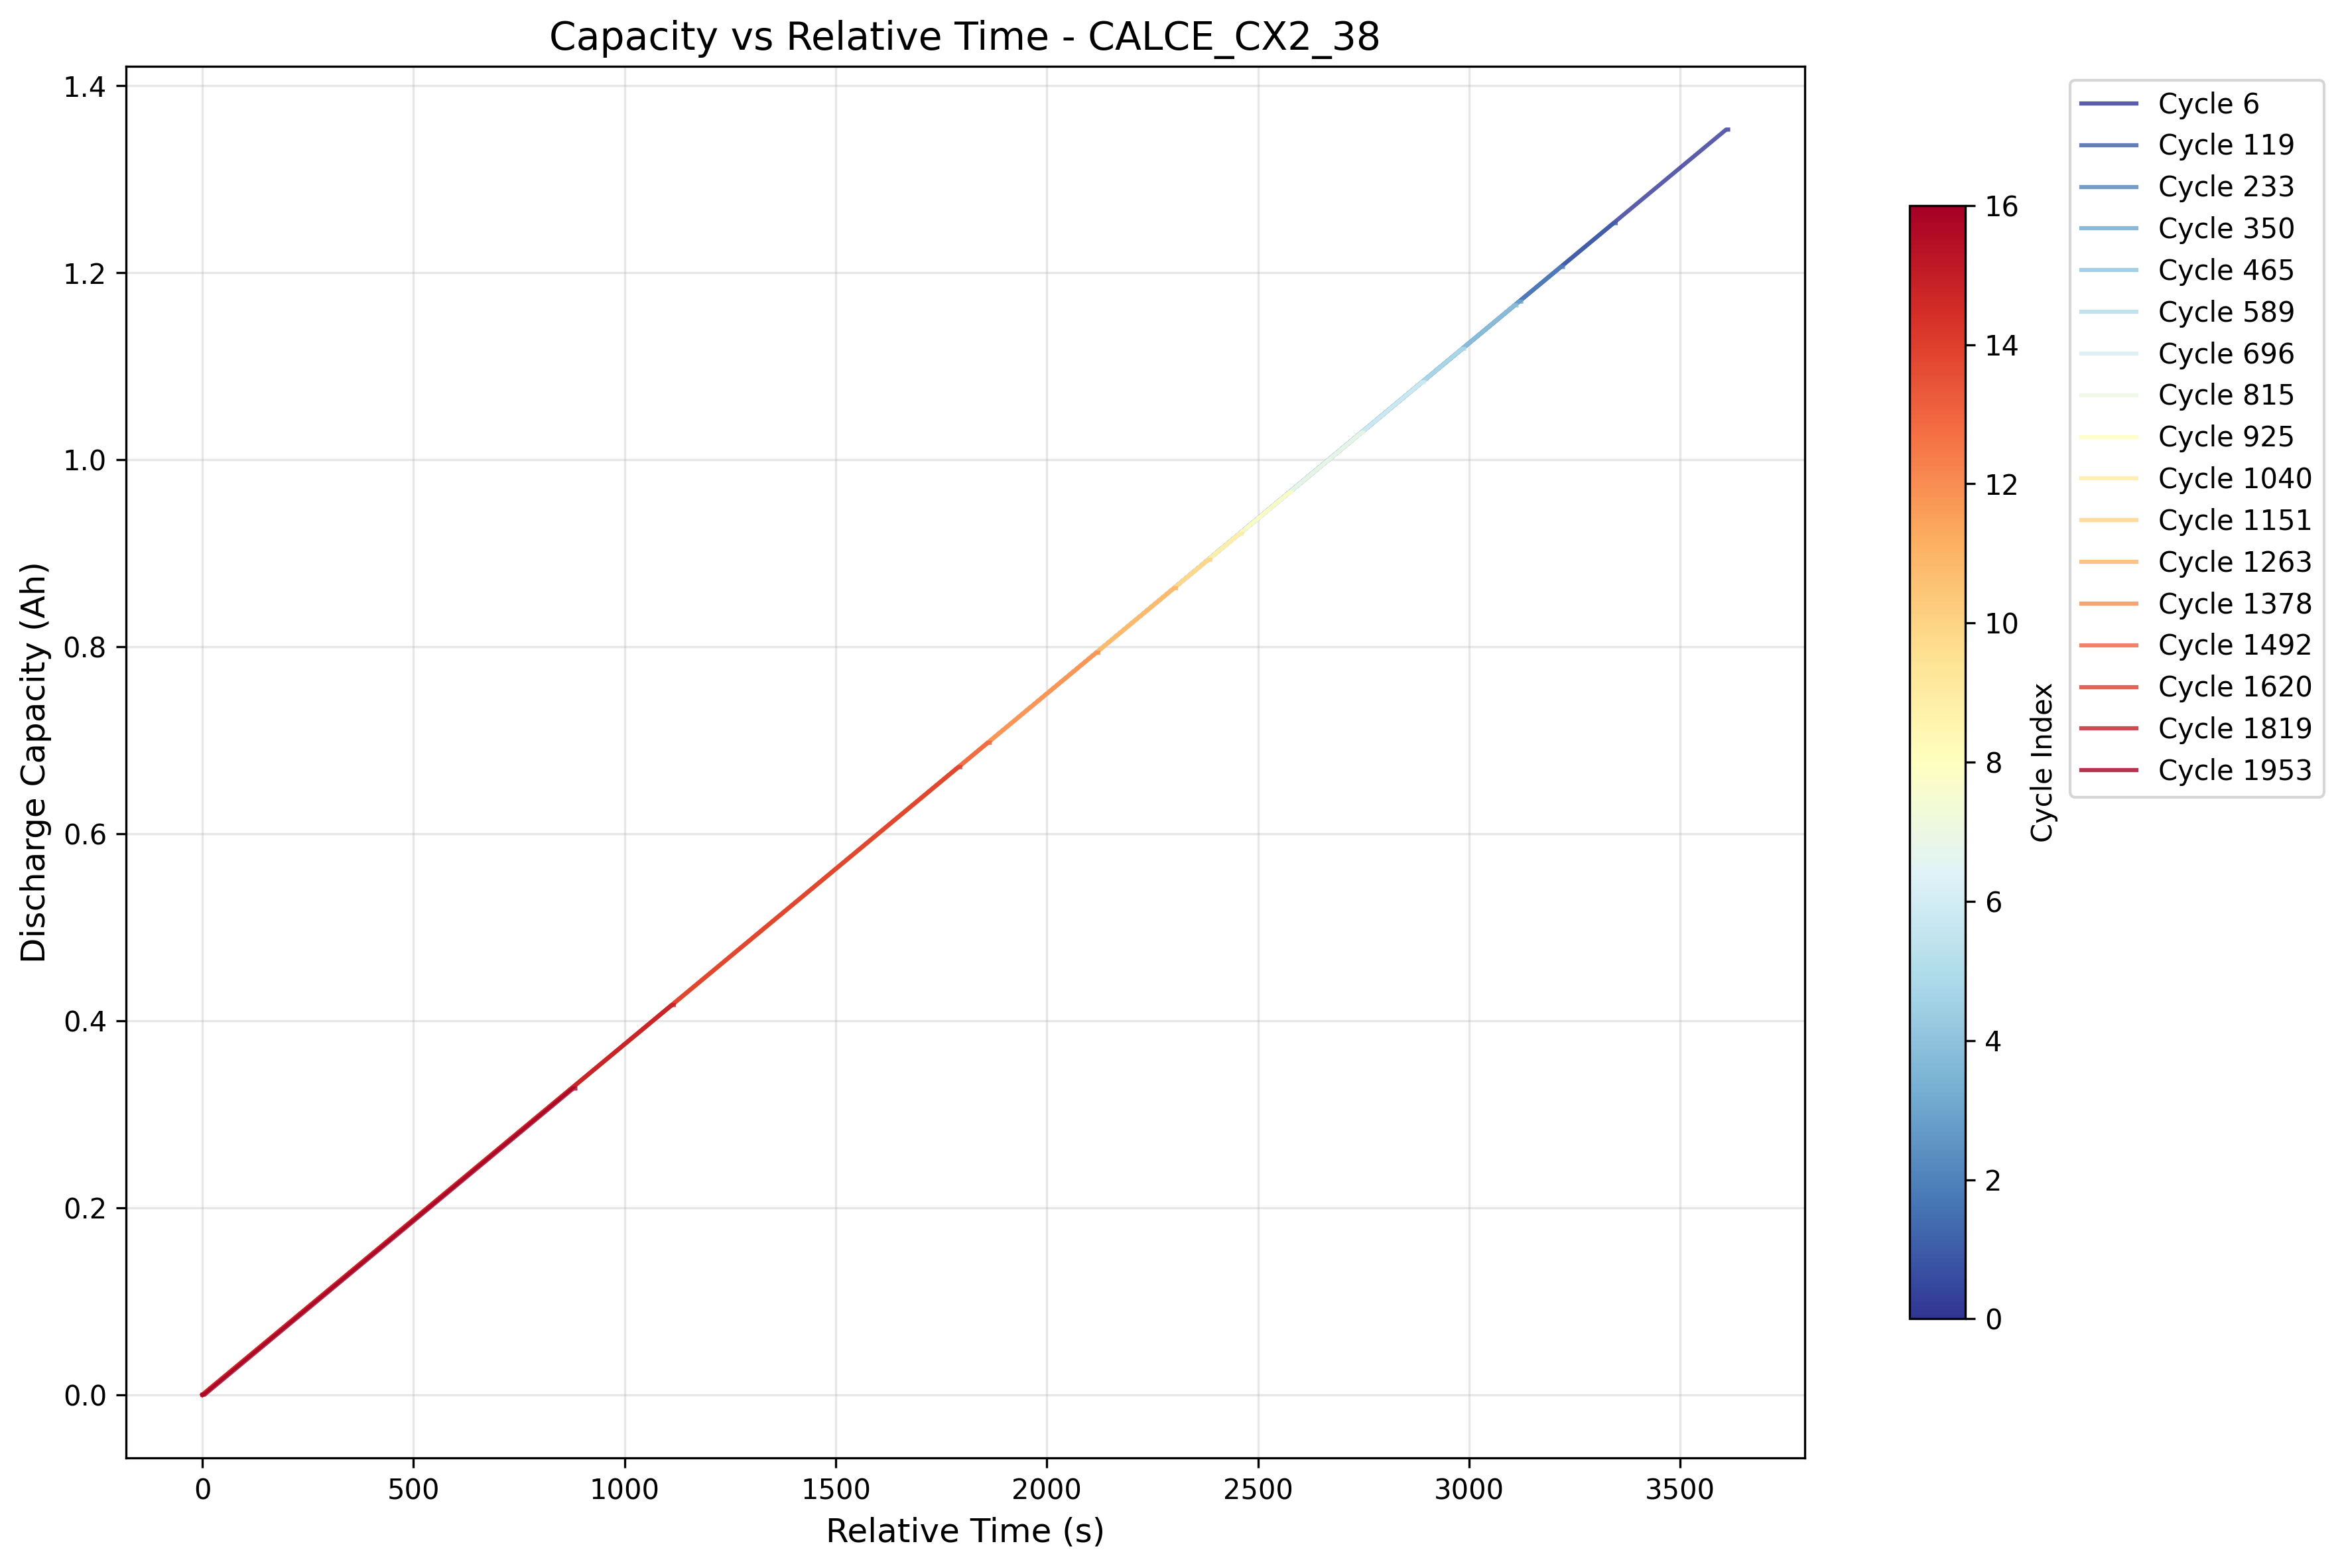 Capacity vs Relative Time - CALCE_CX2_38
Discharge Capacity (Ah)
1.4
1.2
1.0
0.8
0.6
0.4
0.2
0.0
0
500
1000
1500
2000
2500
3000
3500
Relative Time (s)
16
14
12
10
8
6
4
2
0
Cycle Index
Cycle 6
Cycle 119
Cycle 233
Cycle 350
Cycle 465
Cycle 589
Cycle 696
Cycle 815
Cycle 925
Cycle 1040
Cycle 1151
Cycle 1263
Cycle 1378
Cycle 1492
Cycle 1620
Cycle 1819
Cycle 1953